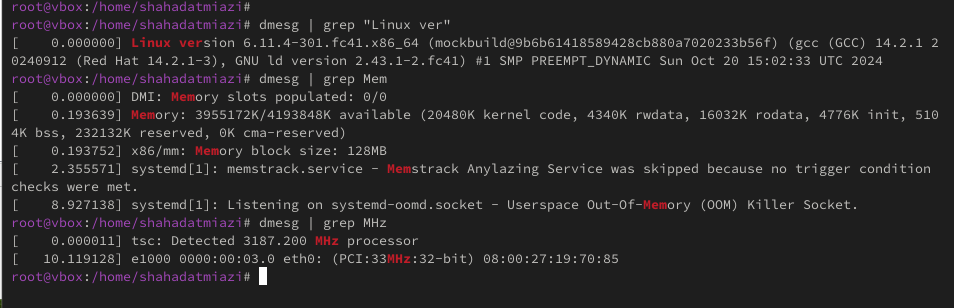 root@vbox:/home/shahadatmiazi#
root@vbox:/home/shahadatmiazi# dmesg | grep "Linux ver"
[    0.000000] Linux version 6.11.4-301.fc41.x86_64 (mockbuild@9b6b61418589428cb880a7020233b56f) (gcc (GCC) 14.2.1 2
0240912 (Red Hat 14.2.1-3), GNU ld version 2.43.1-2.fc41) #1 SMP PREEMPT_DYNAMIC Sun Oct 20 15:02:33 UTC 2024
root@vbox:/home/shahadatmiazi# dmesg | grep Mem
[    0.000000] DMI: Memory slots populated: 0/0
[    0.193639] Memory: 3955172K/4193848K available (20480K kernel code, 4340K rwdata, 16032K rodata, 4776K init, 510
4K bss, 232132K reserved, 0K cma-reserved)
[    0.193752] x86/mm: Memory block size: 128MB
[    2.355571] systemd[1]: memstrack.service - Memstrack Anylazing Service was skipped because no trigger condition
checks were met.
[    8.927138] systemd[1]: Listening on systemd-oomd.socket - Userspace Out-Of-Memory (OOM) Killer Socket.
root@vbox:/home/shahadatmiazi# dmesg | grep MHz
[    0.000011] tsc: Detected 3187.200 MHz processor
[   10.119128] e1000 0000:00:03.0 eth0: (PCI:33MHz:32-bit) 08:00:27:19:70:85
root@vbox:/home/shahadatmiazi#